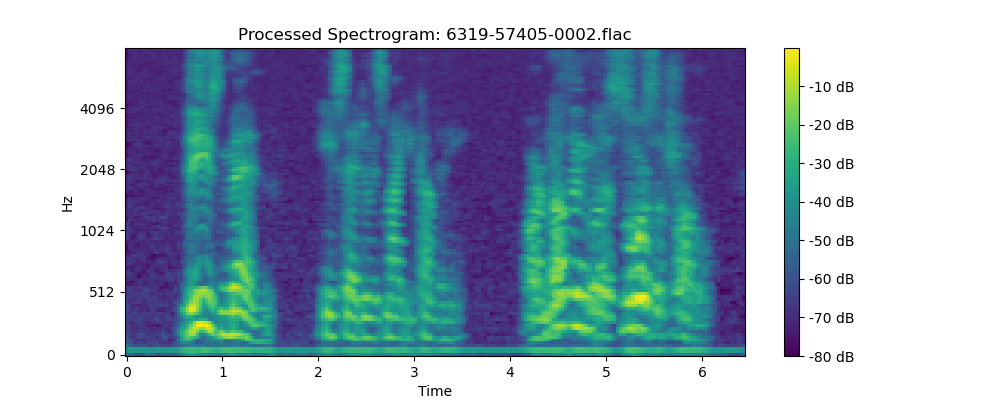 Processed Spectrogram: 6319-57405-0002.flac
Hz
4096
2048
1024
512
0
0 1 2 3 4 5 6
Time
-10 dB
-20 dB
-30 dB
-40 dB
-50 dB
-60 dB
-70 dB
-80 dB